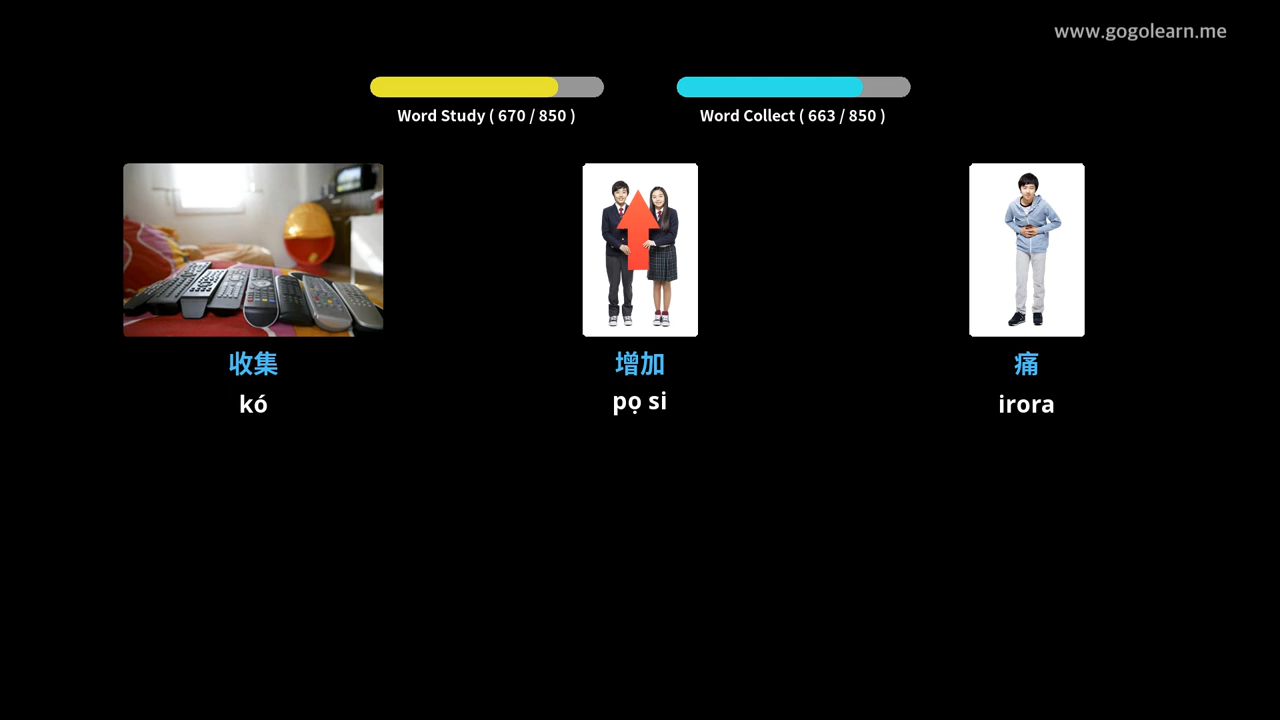 www.gogolearn.me
Word Study ( 670 / 850 )
Word Collect ( 663 / 850 )
收集
kó
增加
pọ si
痛
irora